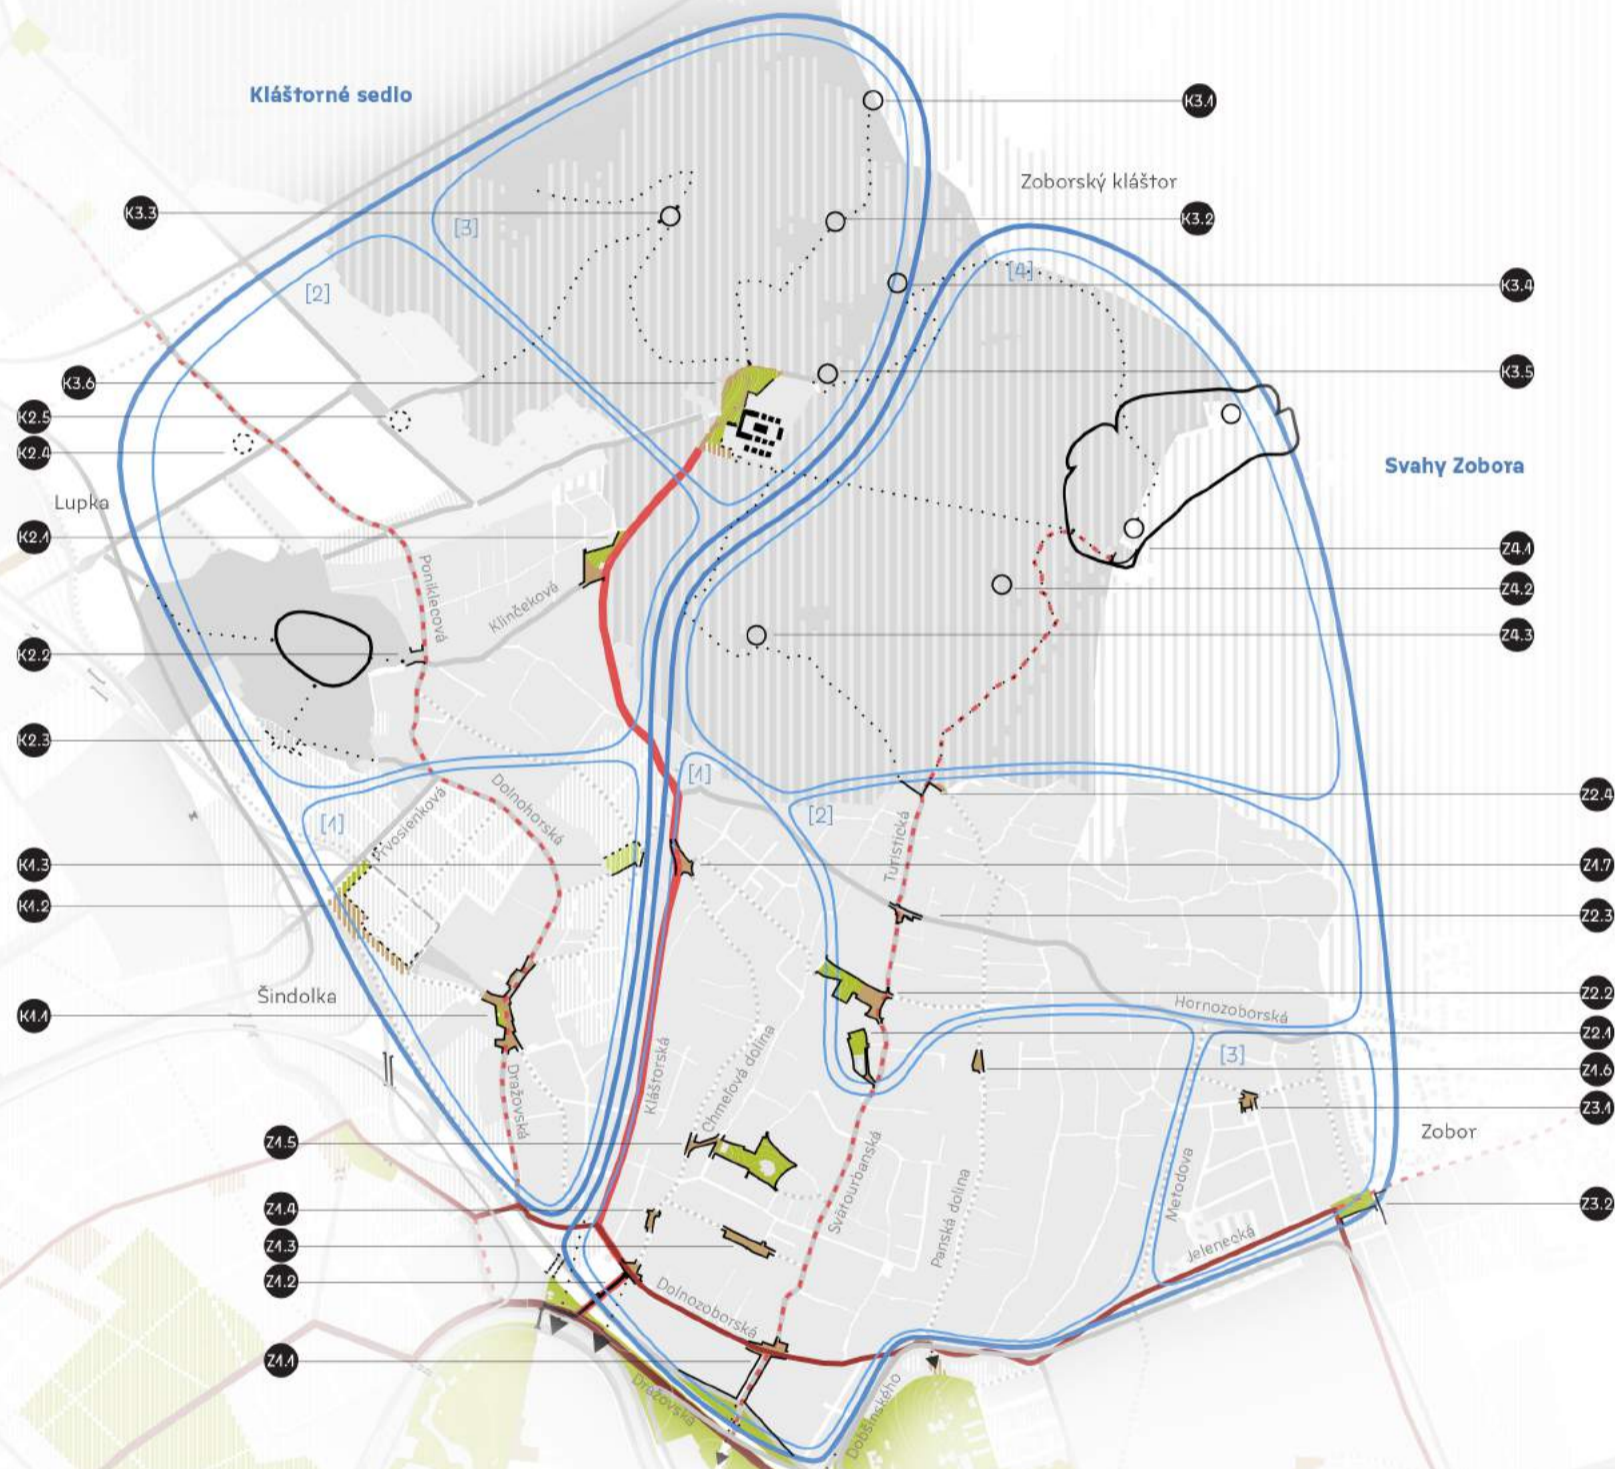 Kláštorné sedlo
K3.1
Zoborský kláštor
K3.3
[3]
K3.2
[4]
[2]
K3.4
K3.5
K3.6
K2.5
K2.4
Svahy Zobora
Lupka
K2.1
Z4.1
Poniklecová
Klinčekové
Z4.2
Z4.3
K2.2
K2.3
[1]
[2]
Z2.4
Dolnohorská
Prvosienková
[1]
Turistická
K1.3
Z1.7
K1.2
Z2.3
Šindolka
Z2.2
Hornozoborská
K1.1
Z2.1
[3]
Z1.6
Dražovská
Kláštorská
Chmeľová dolina
Z3.1
Zobor
Z1.5
Svätourbanská
Panská dolina
Metodova
Z3.2
Z1.4
Jelenecká
Z1.3
Z1.2
Dolnozoborská
Z1.1
Dražovská
Dobšinského